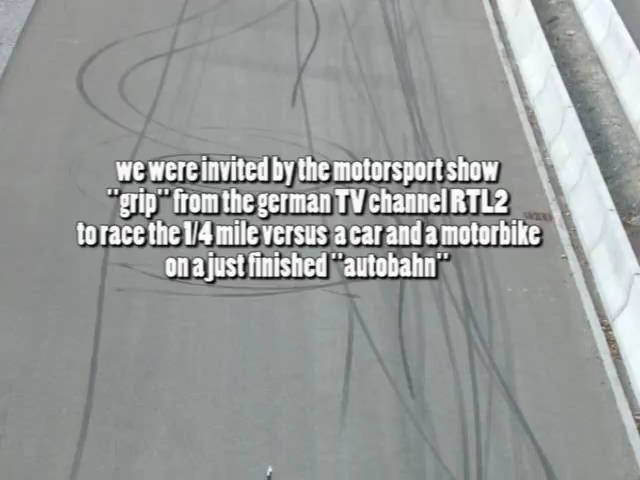 we were invited by the motorsport show
"grip" from the german TV channel RTL2
to race the 1/4 mile versus a car and a motorbike
on a just finished "autobahn"